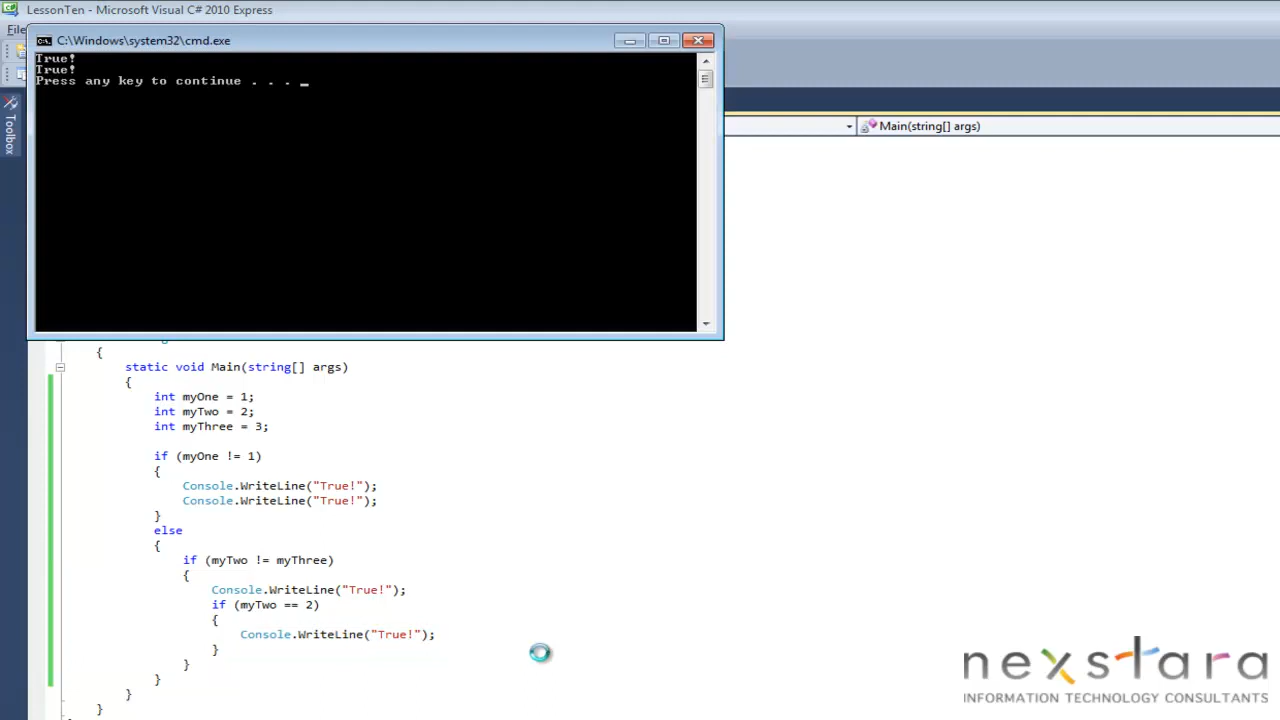 LessonTen - Microsoft Visual C# 2010 Express
File
C:\Windows\system32\cmd.exe
True!
True!
Press any key to continue . . . _
Toolbox
Main(string[] args)
{
static void Main(string[] args)
{
int myOne = 1;
int myTwo = 2;
int myThree = 3;
if (myOne != 1)
{
Console.WriteLine("True!");
Console.WriteLine("True!");
}
else
{
if (myTwo != myThree)
{
Console.WriteLine("True!");
if (myTwo == 2)
{
Console.WriteLine("True!");
}
}
}
}
}
nexstara
INFORMATION TECHNOLOGY CONSULTANTS